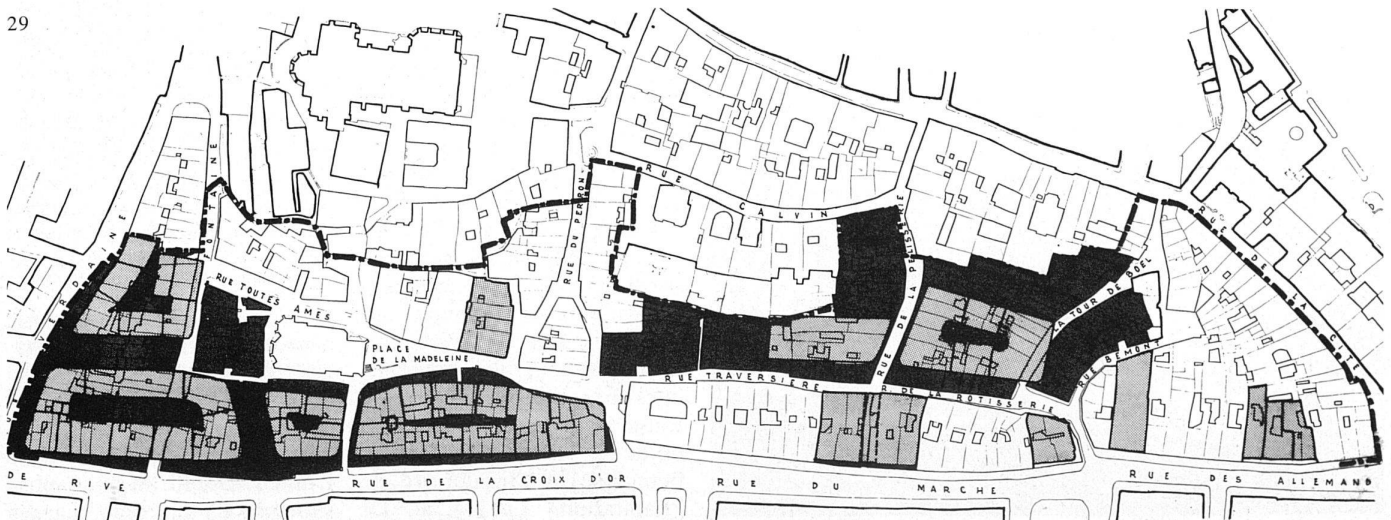 29
VERDAINE
FONTAINE
RUE TOUTES AMES
PLACE
DE LA MADELEINE
RUE DU PERRON
RUE CALVIN
RUE DE LA PELISSERIE
LA TOUR DE BOEL
RUE BEMONT
RUE DE LA CITE
RUE TRAVERSIERE
R. DE LA ROTISSERIE
DE RIVE
RUE DE LA CROIX D'OR
RUE DU MARCHE
RUE DES ALLEMAND